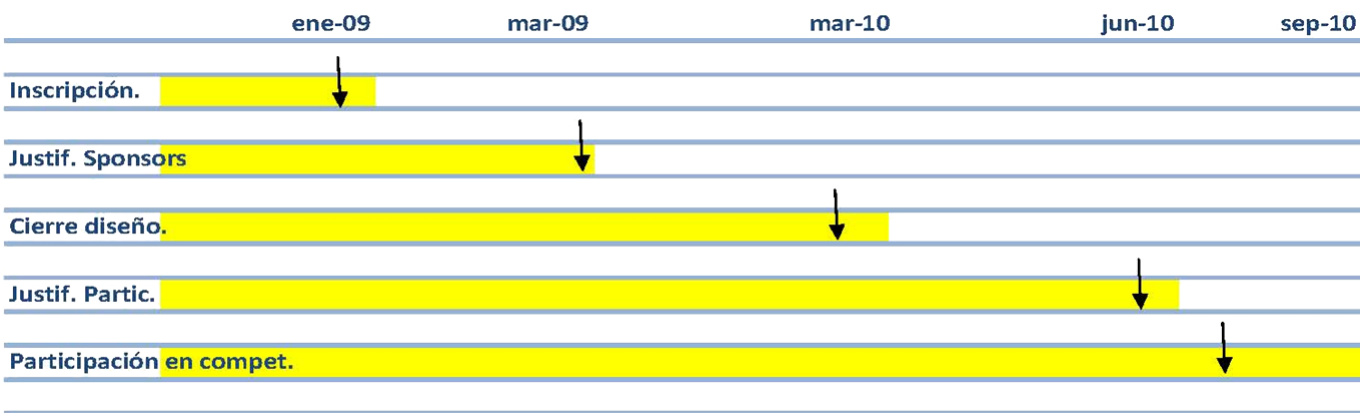 ene-09 mar-09 mar-10 jun-10 sep-10
Inscripción.
Justif. Sponsors
Cierre diseño.
Justif. Partic.
Participación en compet.